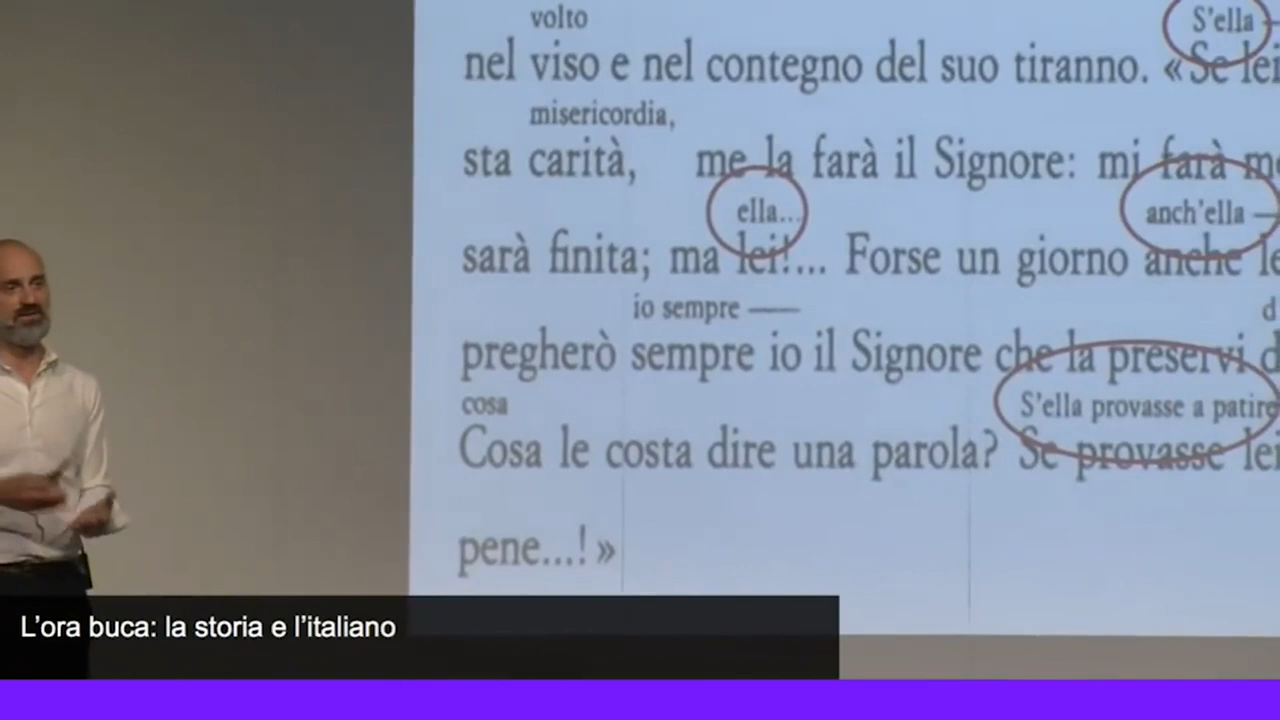 volto
S'ella
nel viso e nel contegno del suo tiranno. «Se lei
misericordia,
sta carità, me la farà il Signore: mi farà
ella... anch'ella
sarà finita; ma lei!... Forse un giorno anche
io sempre
pregherò sempre io il Signore che la preservi
cosa S'ella provasse a patire
Cosa le costa dire una parola? Se provasse lei
pene...!»
L'ora buca: la storia e l'italiano